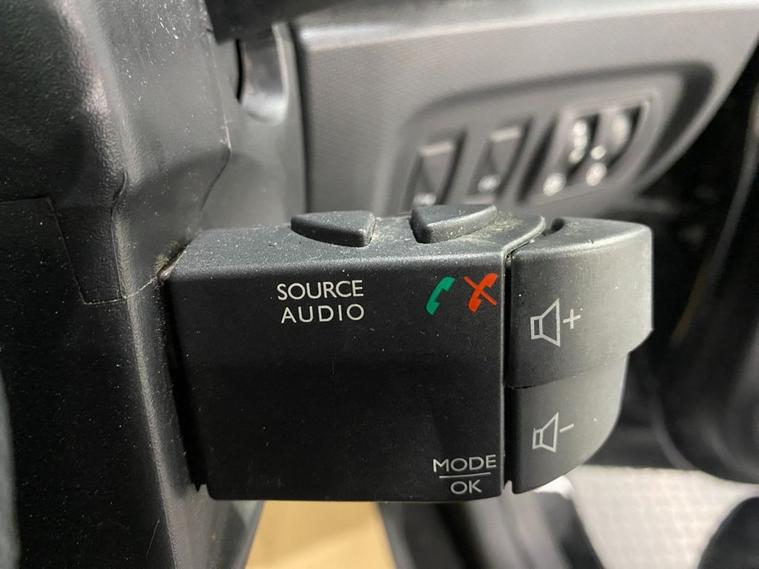 SOURCE
AUDIO
+
-
MODE
OK